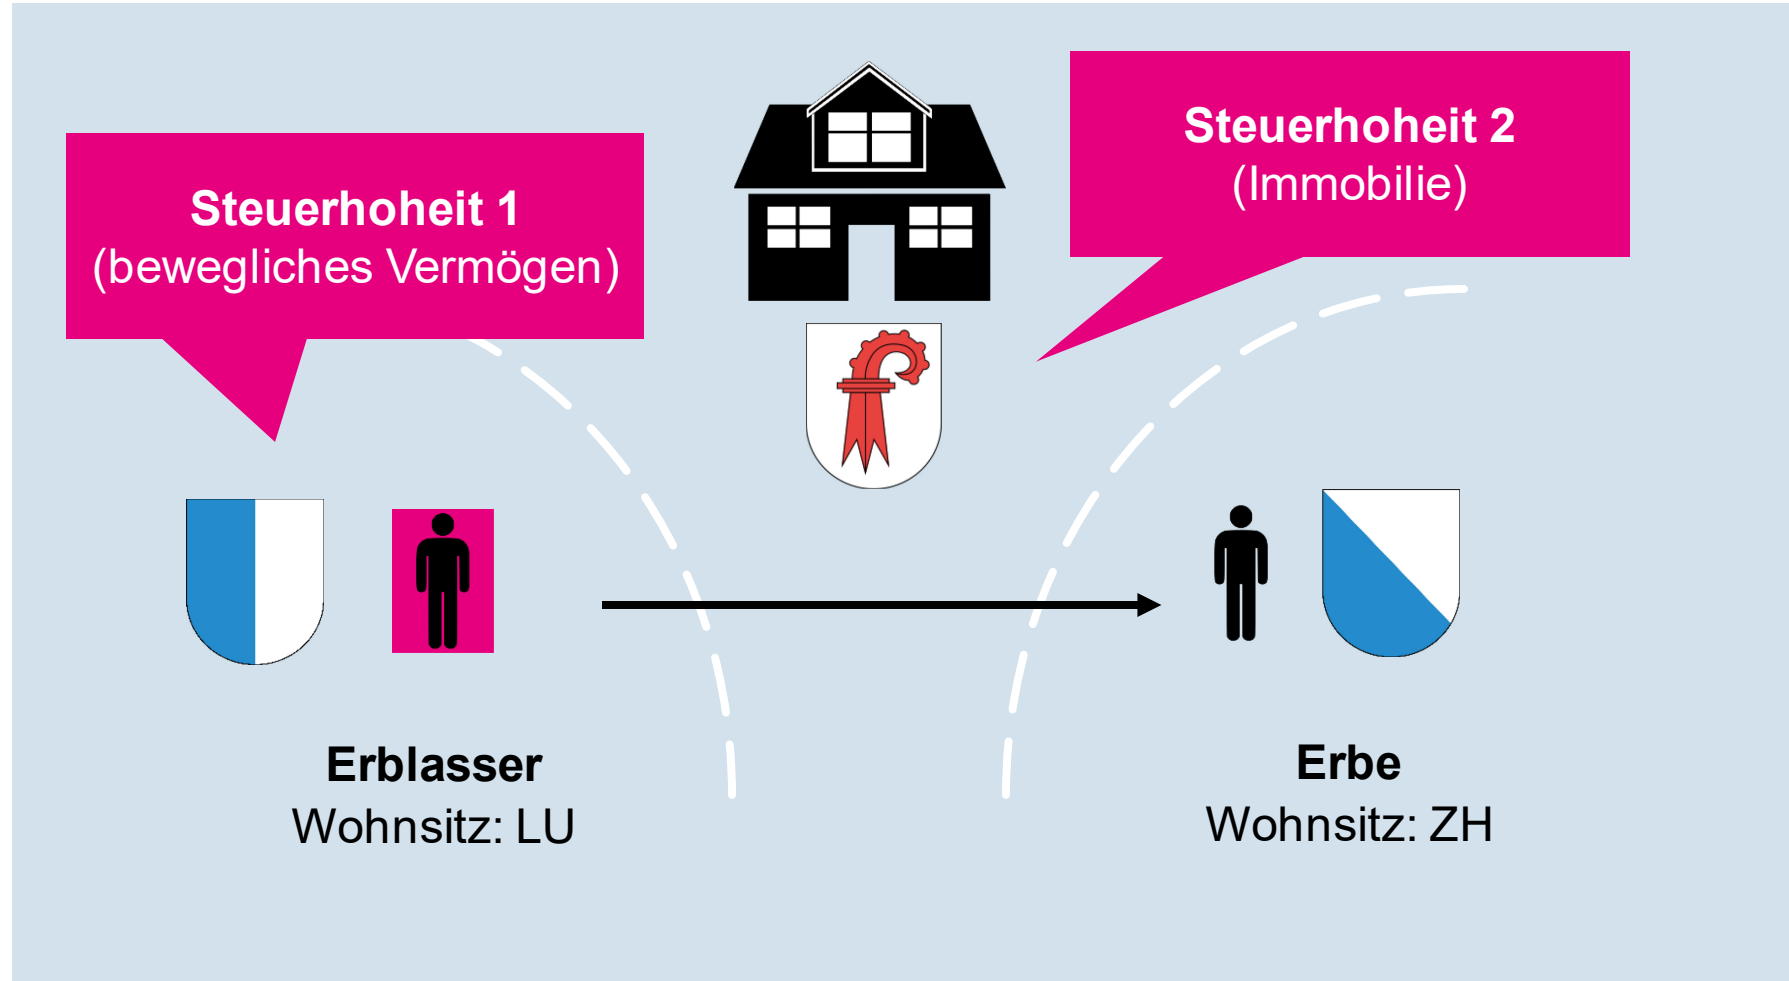 Steuerhoheit 1
(bewegliches Vermögen)
Steuerhoheit 2
(Immobilie)
Erblasser
Wohnsitz: LU
Erbe
Wohnsitz: ZH